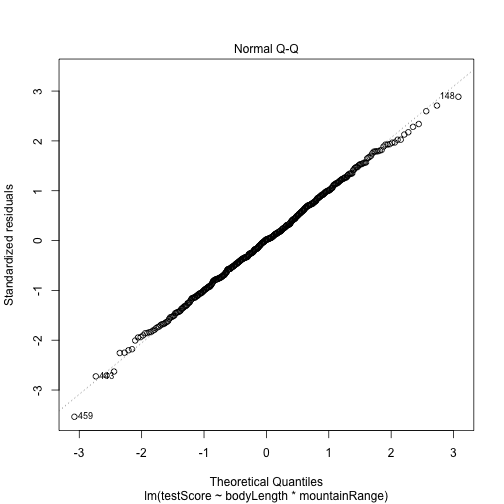 Normal Q-Q
Standardized residuals
3
2
1
0
-1
-2
-3
148
459
-3 -2 -1 0 1 2 3
Theoretical Quantiles
lm(testScore ~ bodyLength * mountainRange)